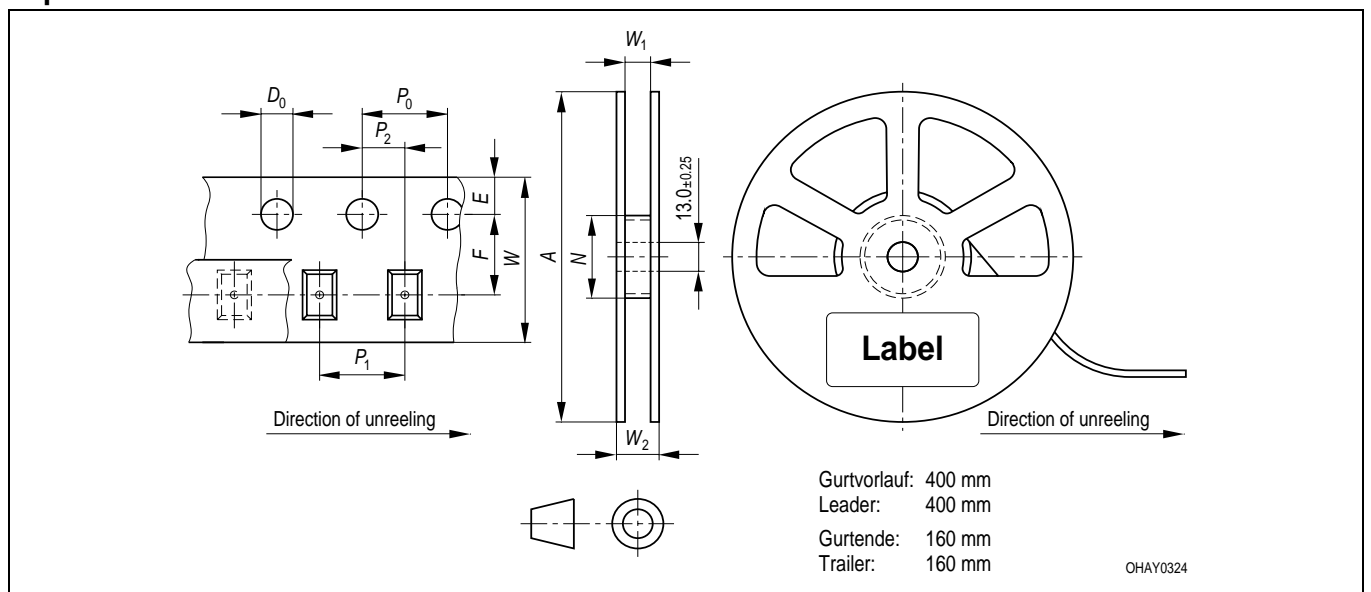 W₁
D₀
P₀
P₂
E
F
W
A
N
13.0±0.25
P₁
Label
Direction of unreeling
W₂
Direction of unreeling
Gurtvorlauf: 400 mm
Leader: 400 mm
Gurtende: 160 mm
Trailer: 160 mm
OHAY0324